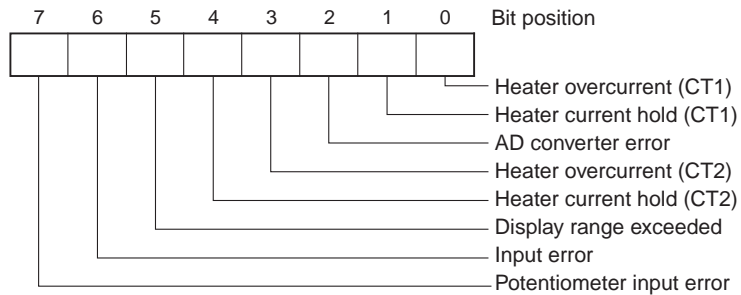 7 6 5 4 3 2 1 0 Bit position
Heater overcurrent (CT1)
Heater current hold (CT1)
AD converter error
Heater overcurrent (CT2)
Heater current hold (CT2)
Display range exceeded
Input error
Potentiometer input error